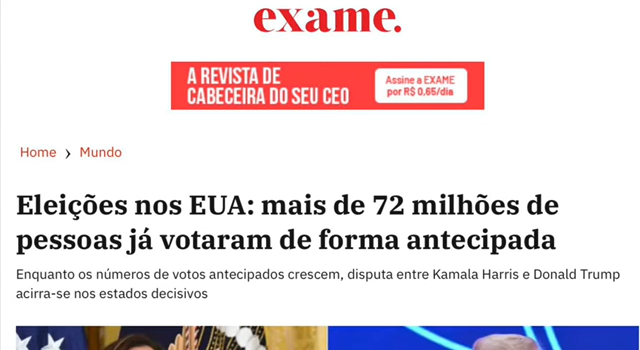 exame.
A REVISTA DE
CABECEIRA DO SEU CEO
Assine a EXAME
por R$ 0,65/dia
Home › Mundo
Eleições nos EUA: mais de 72 milhões de
pessoas já votaram de forma antecipada
Enquanto os números de votos antecipados crescem, disputa entre Kamala Harris e Donald Trump
acirra-se nos estados decisivos